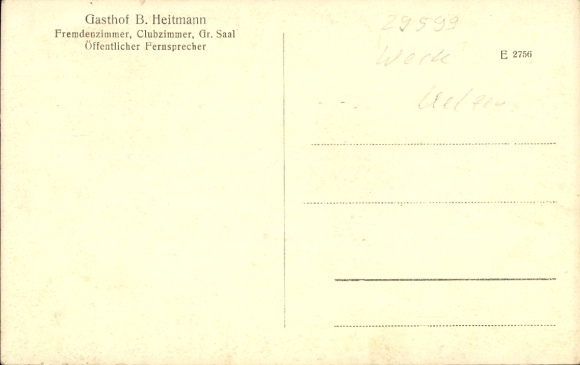 Gasthof B. Heitmann
Fremdenzimmer, Clubzimmer, Gr. Saal
Öffentlicher Fernsprecher
29599
E 2756